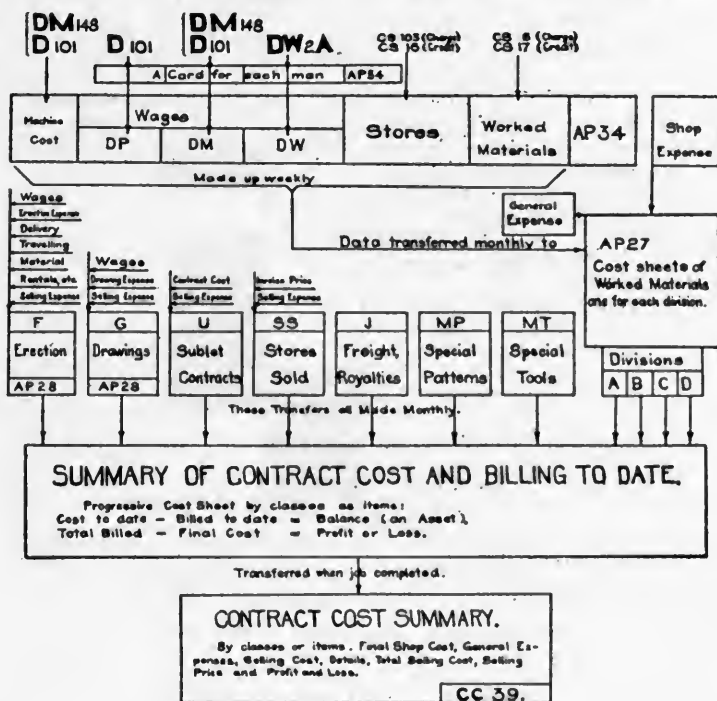 DM148 D101 D101 DM148 D101 DW2A CS 103 (Charge) CS 16 (Credit) CS 8 (Charge) CS 17 (Credit)
A Card for each man AP54
Machine Cost
Wages
DP DM DW
Stores
Worked Materials
AP34
Shop Expense
Made up weekly
General Expense
Data transferred monthly to
AP27
Cost sheets of
Worked Materials
one for each division.
Wages
Erection Expense
Delivery
Travelling
Material
Rentals, etc.
Selling Expense
Wages
Drawing Expense
Selling Expense
Contract Cost
Selling Expense
Invoice Price
Selling Expense
F
Erection
AP28
G
Drawings
AP28
U
Sublet
Contracts
SS
Stores
Sold
J
Freight,
Royalties
MP
Special
Patterns
MT
Special
Tools
Divisions
A B C D
These Transfers all Made Monthly.
SUMMARY OF CONTRACT COST AND BILLING TO DATE.
Progressive Cost Sheet by classes as items:
Cost to date – Billed to date = Balance (an Asset),
Total Billed – Final Cost = Profit or Loss.
Transferred when job completed.
CONTRACT COST SUMMARY.
By classes or items. Final Shop Cost, General Ex-
penses, Selling Cost, Details, Total Selling Cost, Selling
Price and Profit and Loss.
CC 39.